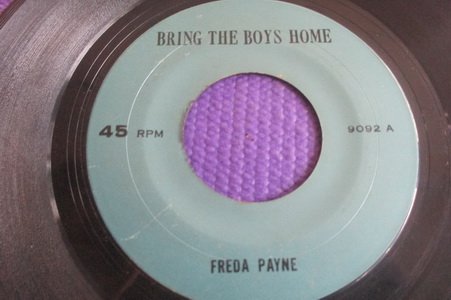 BRING THE BOYS HOME
45 RPM
9092 A
FREDA PAYNE